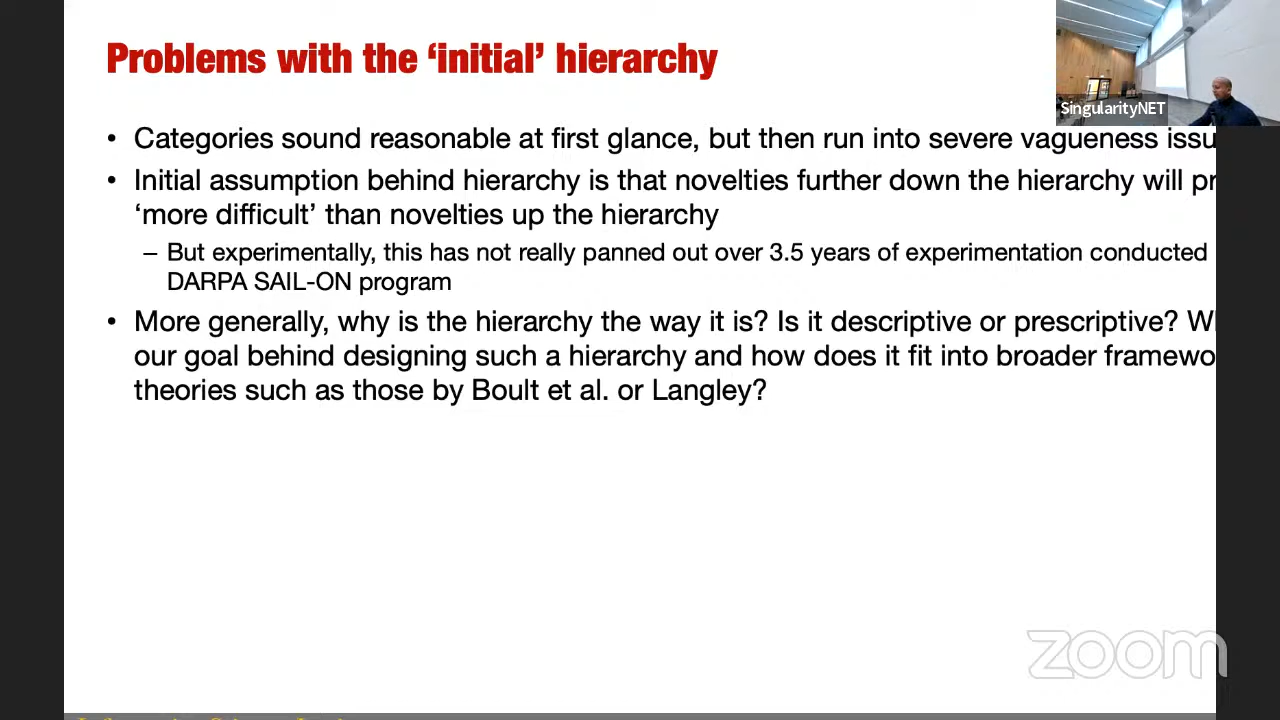 Problems with the ‘initial’ hierarchy
SingularityNET
• Categories sound reasonable at first glance, but then run into severe vagueness issu
• Initial assumption behind hierarchy is that novelties further down the hierarchy will pr
‘more difficult’ than novelties up the hierarchy
– But experimentally, this has not really panned out over 3.5 years of experimentation conducted
DARPA SAIL-ON program
• More generally, why is the hierarchy the way it is? Is it descriptive or prescriptive?
our goal behind designing such a hierarchy and how does it fit into broader framewo
theories such as those by Boult et al. or Langley?
zoom